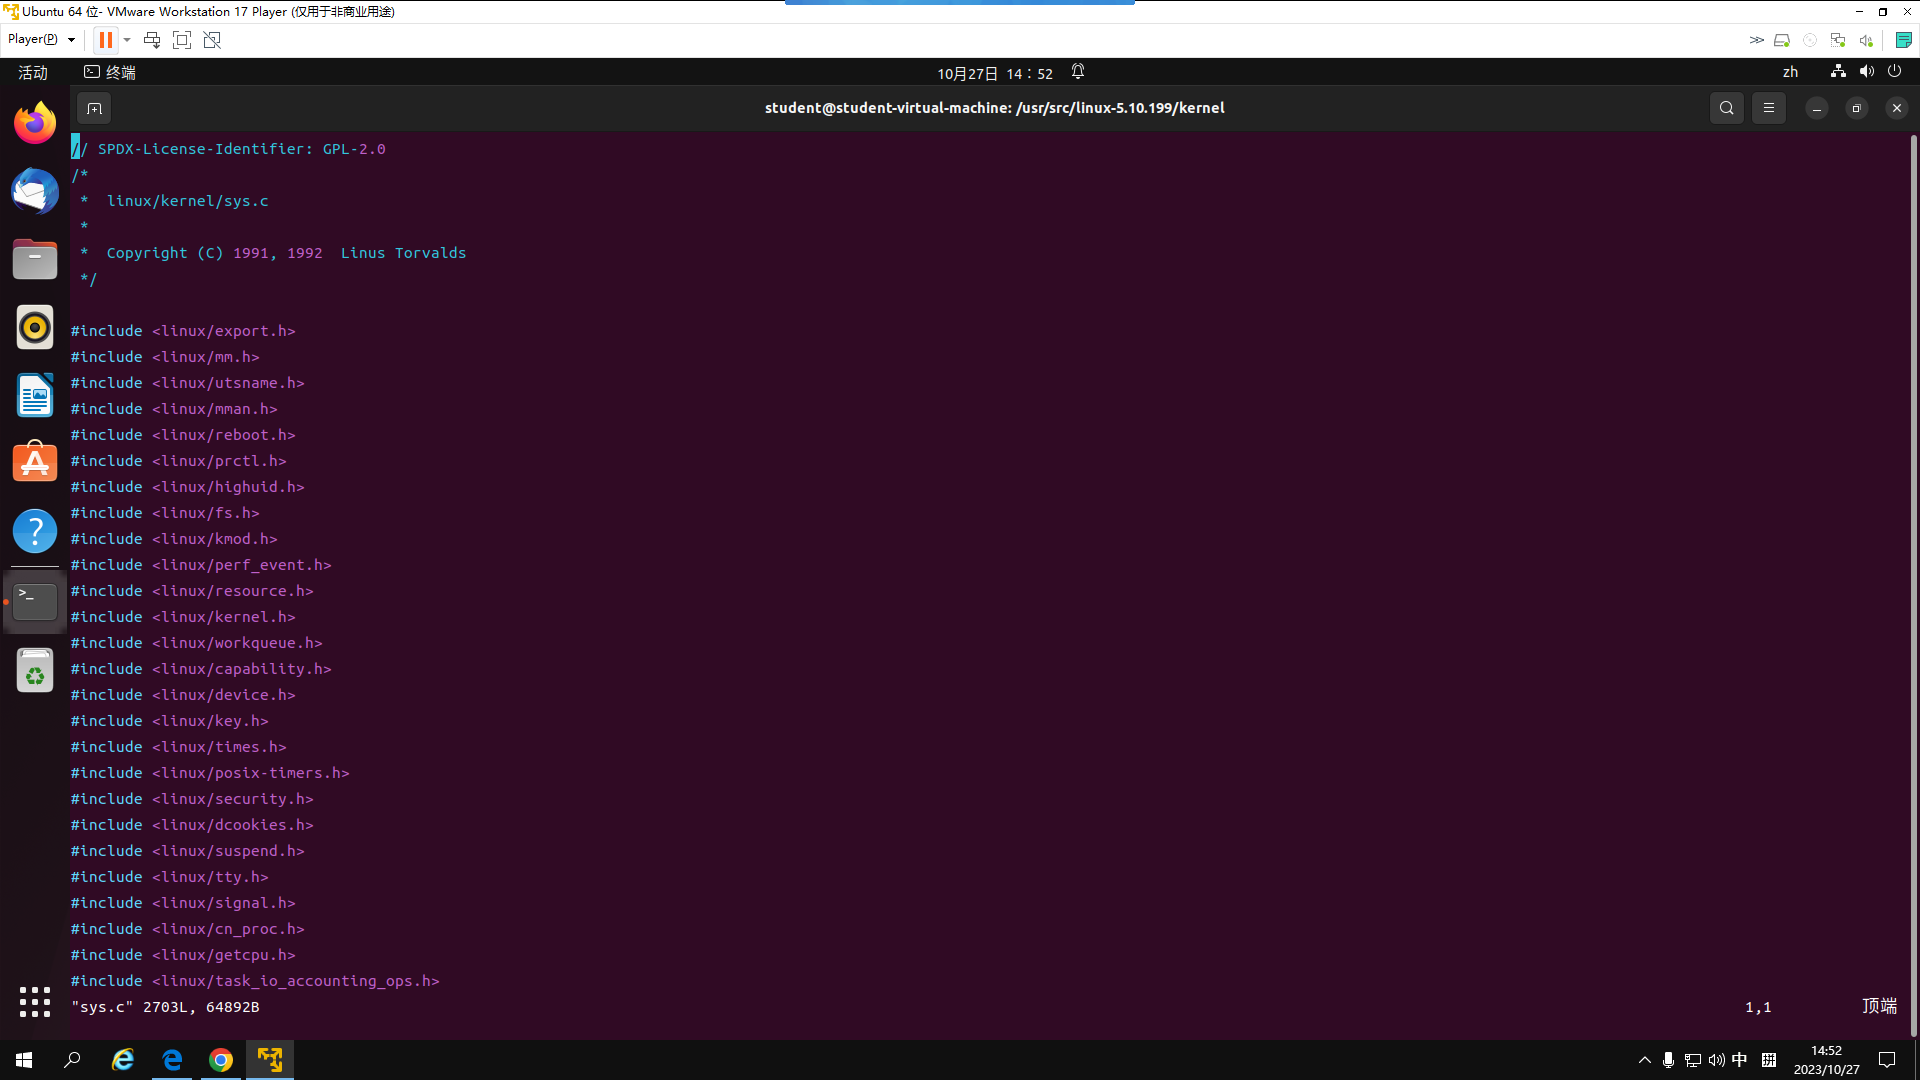 Ubuntu 64 位- VMware Workstation 17 Player (仅用于非商业用途)
Player(P)
活动
终端
10月27日 14：52
zh
student@student-virtual-machine: /usr/src/linux-5.10.199/kernel
// SPDX-License-Identifier: GPL-2.0
/*
 *  linux/kernel/sys.c
 *
 *  Copyright (C) 1991, 1992  Linus Torvalds
 */
#include <linux/export.h>
#include <linux/mm.h>
#include <linux/utsname.h>
#include <linux/mman.h>
#include <linux/reboot.h>
#include <linux/prctl.h>
#include <linux/highuid.h>
#include <linux/fs.h>
#include <linux/kmod.h>
#include <linux/perf_event.h>
#include <linux/resource.h>
#include <linux/kernel.h>
#include <linux/workqueue.h>
#include <linux/capability.h>
#include <linux/device.h>
#include <linux/key.h>
#include <linux/times.h>
#include <linux/posix-timers.h>
#include <linux/security.h>
#include <linux/dcookies.h>
#include <linux/suspend.h>
#include <linux/tty.h>
#include <linux/signal.h>
#include <linux/cn_proc.h>
#include <linux/getcpu.h>
#include <linux/task_io_accounting_ops.h>
"sys.c" 2703L, 64892B
1,1
顶端
中
14:52
2023/10/27